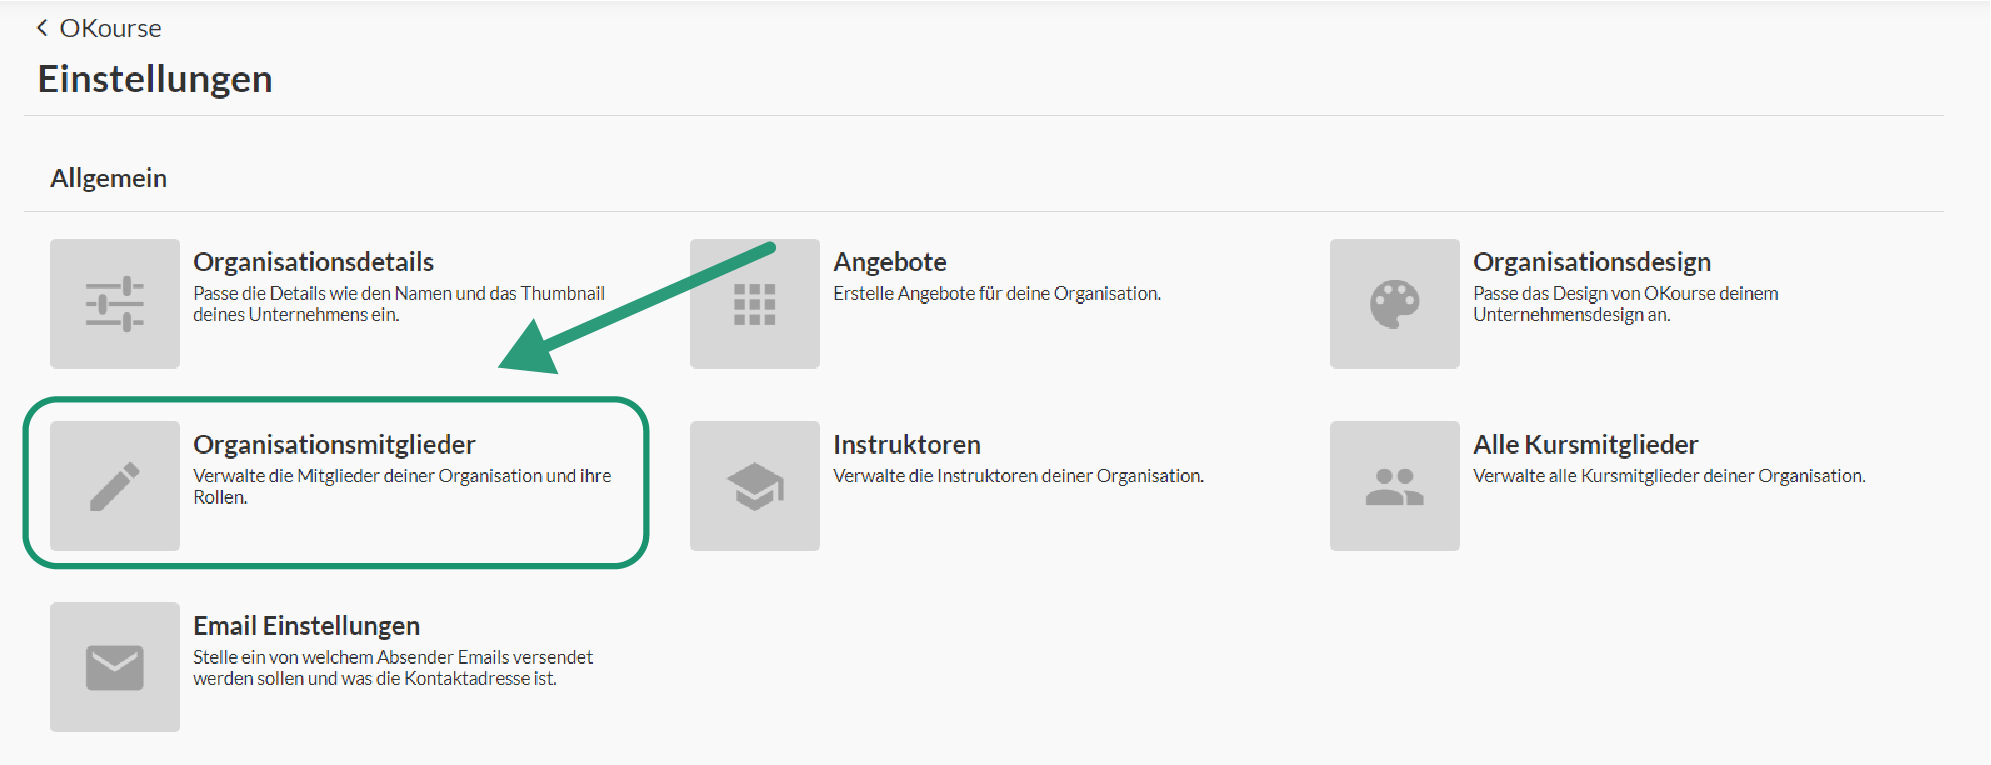 OKourse
Einstellungen
Allgemein
Organisationsdetails
Passe die Details wie den Namen und das Thumbnail
deines Unternehmens ein.
Angebote
Erstelle Angebote für deine Organisation.
Organisationsdesign
Passe das Design von OKourse deinem
Unternehmensdesign an.
Organisationsmitglieder
Verwalte die Mitglieder deiner Organisation und ihre
Rollen.
Instruktoren
Verwalte die Instruktoren deiner Organisation.
Alle Kursmitglieder
Verwalte alle Kursmitglieder deiner Organisation.
Email Einstellungen
Stelle ein von welchem Absender Emails versendet
werden sollen und was die Kontaktadresse ist.